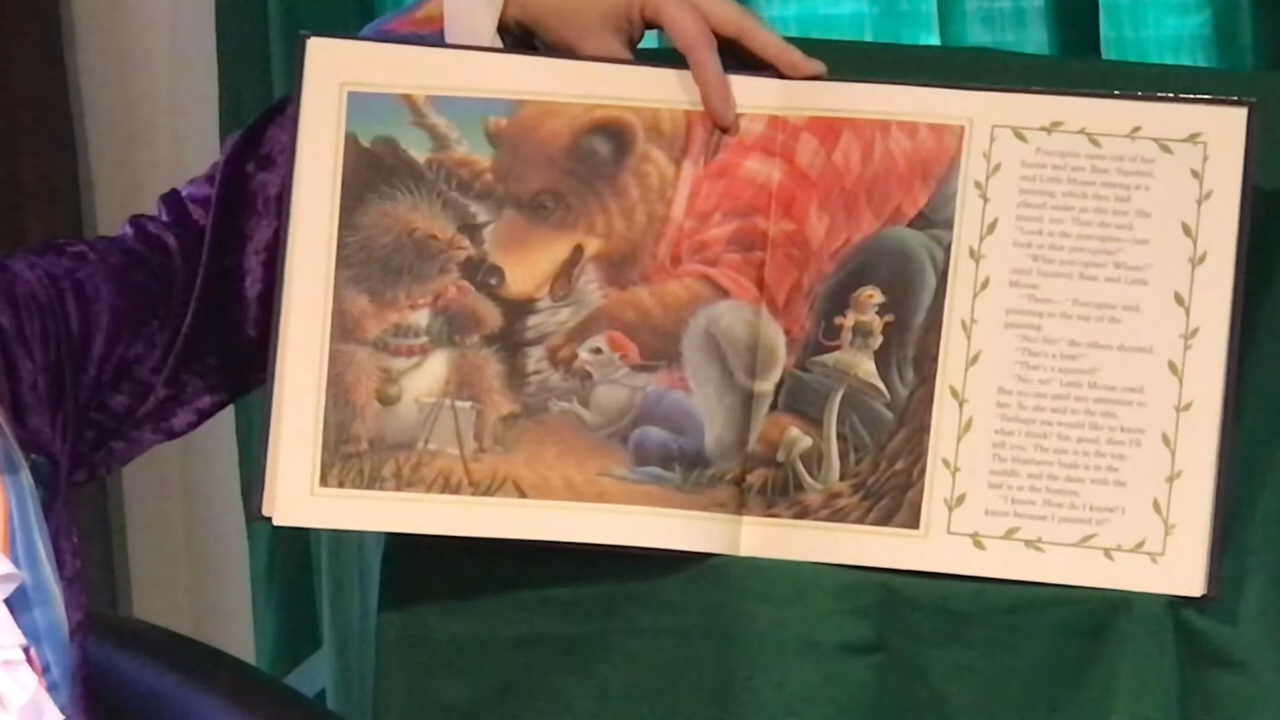 Porcupine came out of her
house and saw Bear, Squirrel,
and Little Mouse staring at a
painting, which they had
placed under an elm tree. She
stared, too. Then she said,
"Look at the porcupine—just
look at that porcupine!"
"What porcupine? Where?"
cried Squirrel, Bear, and Little
Mouse.
"There—" Porcupine said,
pointing to the top of the
painting.
"No! No!" the others shouted.
"That's a bear!"
"That's a squirrel!"
"No, no!" Little Mouse cried.
But no one paid any attention to
her. So she said to the elm,
"Perhaps you would like to know
what I think? Yes, good, then I'll
tell you. The sun is in the top.
The blueberry bush is in the
middle, and the daisy with the
leaf is at the bottom.
"I know. How do I know? I
know because I painted it!"